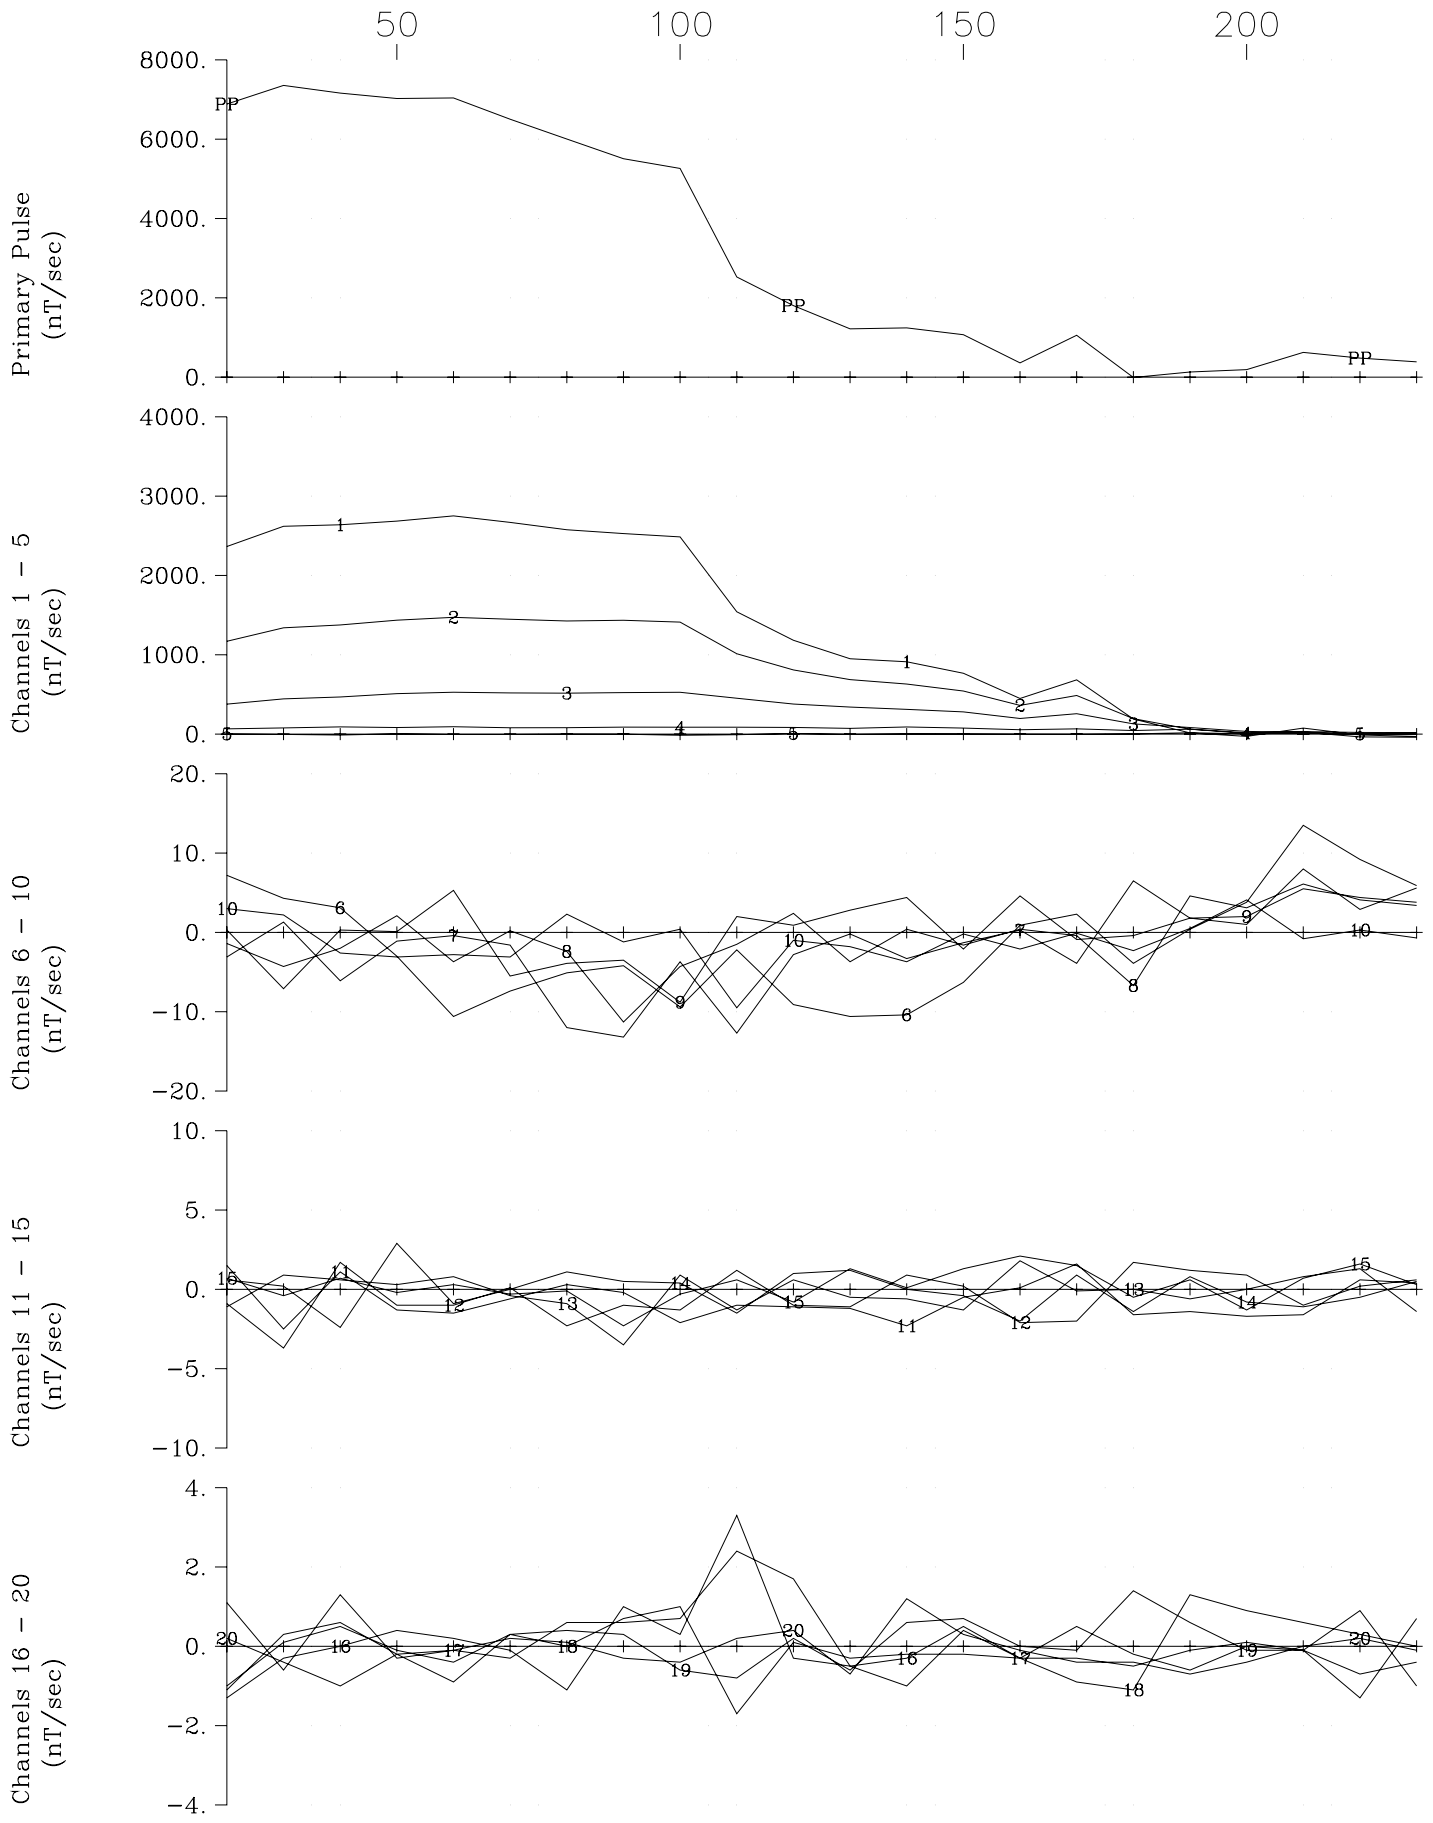 50 100 150 200
Primary Pulse
(nT/sec)
8000.
6000.
4000.
2000.
0.
PP PP PP
Channels 1 - 5
(nT/sec)
4000.
3000.
2000.
1000.
0.
1 1
2 2
3 3
4 4
5 5 5
Channels 6 - 10
(nT/sec)
20.
10.
0.
-10.
-20.
6 6
7 7
8 8
9 9
10 10 10
Channels 11 - 15
(nT/sec)
10.
5.
0.
-5.
-10.
11 11
12 12
13 13
14 14
15 15 15
Channels 16 - 20
(nT/sec)
4.
2.
0.
-2.
-4.
16 16
17 17
18 18
19 19
20 20 20